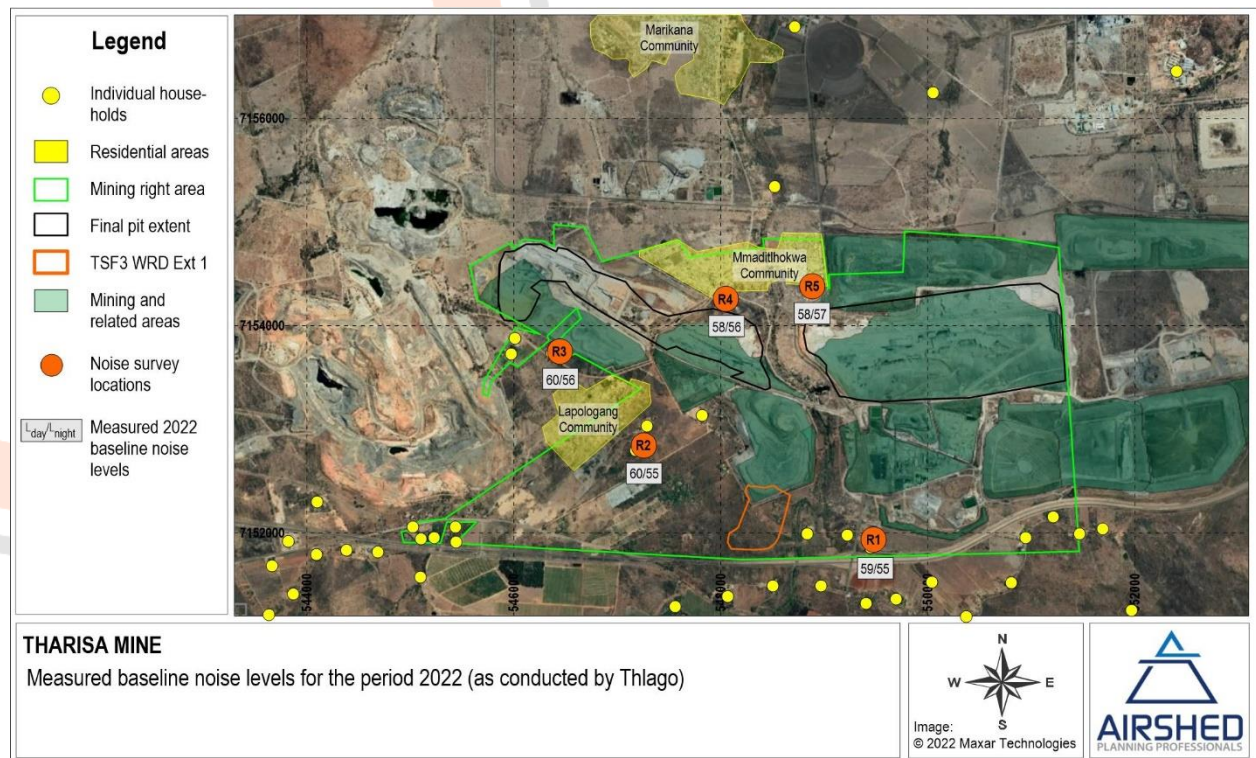 Legend
Individual house-
holds
Residential areas
Mining right area
Final pit extent
TSF3 WRD Ext 1
Mining and
related areas
Noise survey
locations
Lday/Lnight
Measured 2022
baseline noise
levels
Marikana
Community
7156000
Mmaditlhokwa
Community
R5
R4
58/57
58/56
7154000
R3
60/56
Lapologang
Community
R2
60/55
7152000
R1
59/55
544000
546000
THARISA MINE
Measured baseline noise levels for the period 2022 (as conducted by Thlago)
N
W
E
S
Image:
© 2022 Maxar Technologies
AIRSHED
PLANNING PROFESSIONALS